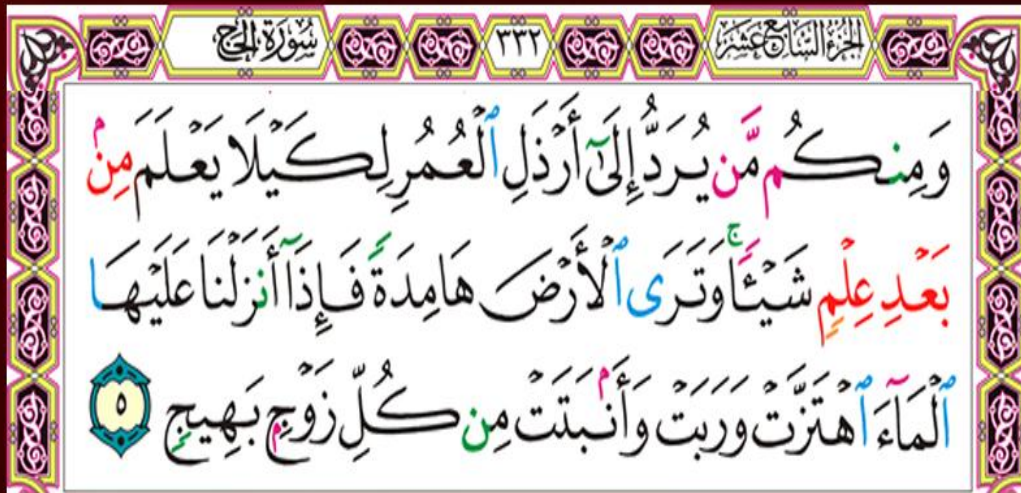 الجزء السابع عشر ٣٣٢ سورة الحج
وَمِنكُم مَّن يُرَدُّ إِلَىٰٓ أَرْذَلِ ٱلْعُمُرِ لِكَيْلَا يَعْلَمَ مِنۢ
بَعْدِ عِلْمٍ شَيْـًٔاۚ وَتَرَى ٱلْأَرْضَ هَامِدَةً فَإِذَآ أَنزَلْنَا عَلَيْهَا
ٱلْمَآءَ ٱهْتَزَّتْ وَرَبَتْ وَأَنۢبَتَتْ مِن كُلِّ زَوْجٍۭ بَهِيجٍ ٥